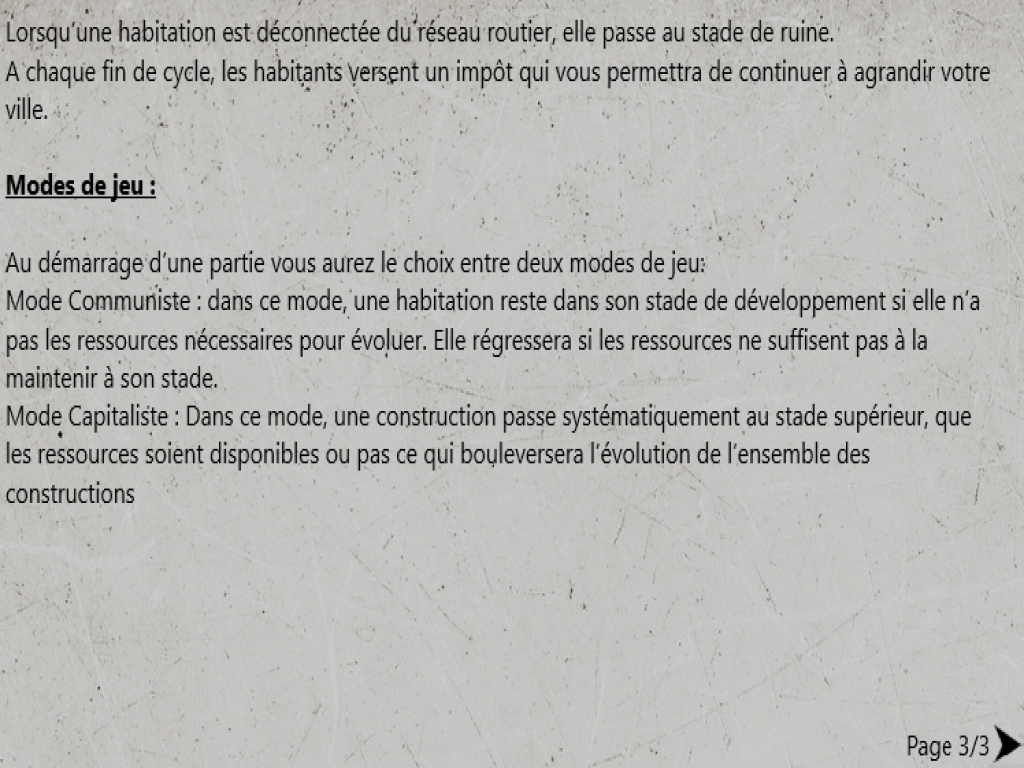 Lorsqu'une habitation est déconnectée du réseau routier, elle passe au stade de ruine.
A chaque fin de cycle, les habitants versent un impôt qui vous permettra de continuer à agrandir votre
ville.
Modes de jeu :
Au démarrage d'une partie vous aurez le choix entre deux modes de jeu:
Mode Communiste : dans ce mode, une habitation reste dans son stade de développement si elle n'a
pas les ressources nécessaires pour évoluer. Elle régressera si les ressources ne suffisent pas à la
maintenir à son stade.
Mode Capitaliste : Dans ce mode, une construction passe systématiquement au stade supérieur, que
les ressources soient disponibles ou pas ce qui bouleversera l'évolution de l'ensemble des
constructions
Page 3/3